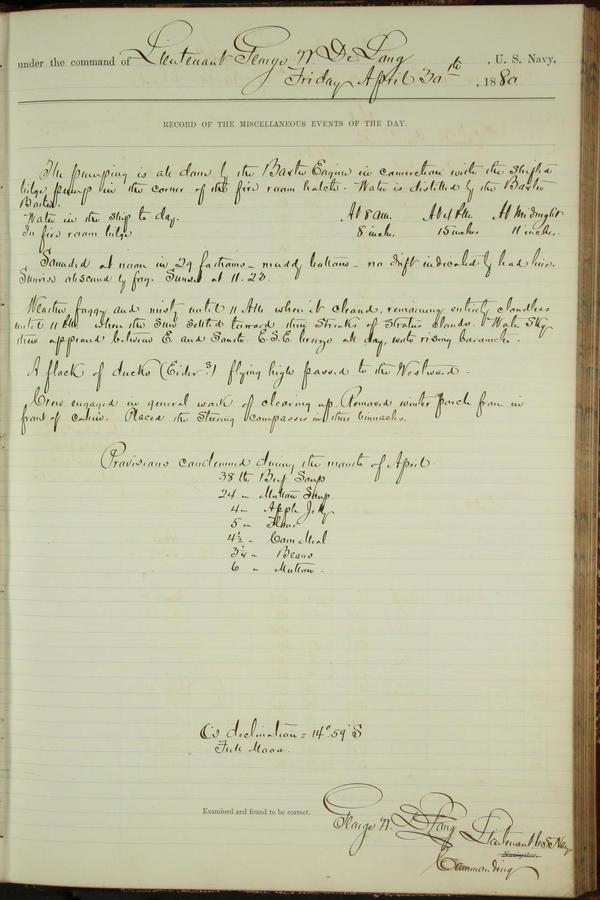 under the command of Lieutenant George W De Long , U. S. Navy,
Friday April 30th , 1880
RECORD OF THE MISCELLANEOUS EVENTS OF THE DAY.
The pumping is all done by the Baxter Engine in connection with the shifted
bilge pump in the corner of the fire room hatch. Water is distilled by the Baxter
Boiler.
Water in the ship to day. At 8 am. At 4 P.M. At Midnight
In fire room bilge 8 inches 15 inches 11 inches.
Sounded at noon in 29 fathoms - muddy bottom - no drift indicated by lead line.
Sunrise obscured by fog. Sunset at 11.23.
Weather foggy and misty until 11 AM when it cleared, remaining entirely cloudless
until 11 PM when the Sun settled toward thin streaks of Stratus clouds. Water Sky
then appeared between E and South. E.S.E. breeze all day, with rising barometer.
A flock of ducks (Eider?) flying high passed to the Westward.
Crew engaged in general work of clearing up. Removed winter porch from in
front of cabin. Placed the Steering compasses in their binnacles.
Provisions condemned during the month of April
38 lbs Beef Soup
24 " Mutton Soup
4 " Apple Jelly
5 " Flour
4½ " Corn Meal
3¼ " Beans
6 " Mutton.
☾'s declination = 14°.59' S
Full Moon.
Examined and found to be correct.
George W. De Long Lieutenant U.S. Navy
Navigator.
Commanding